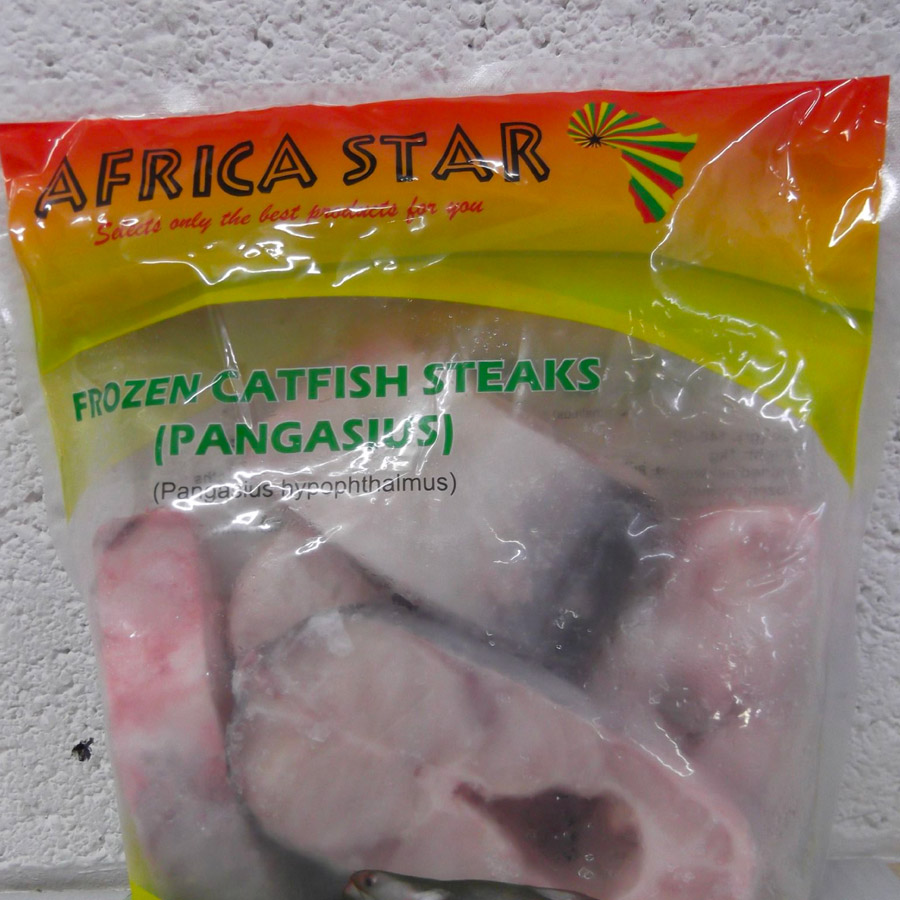 AFRICA STAR
Selects only the best products for you
FROZEN CATFISH STEAKS
(PANGASIUS)
(Pangasius hypophthalmus)